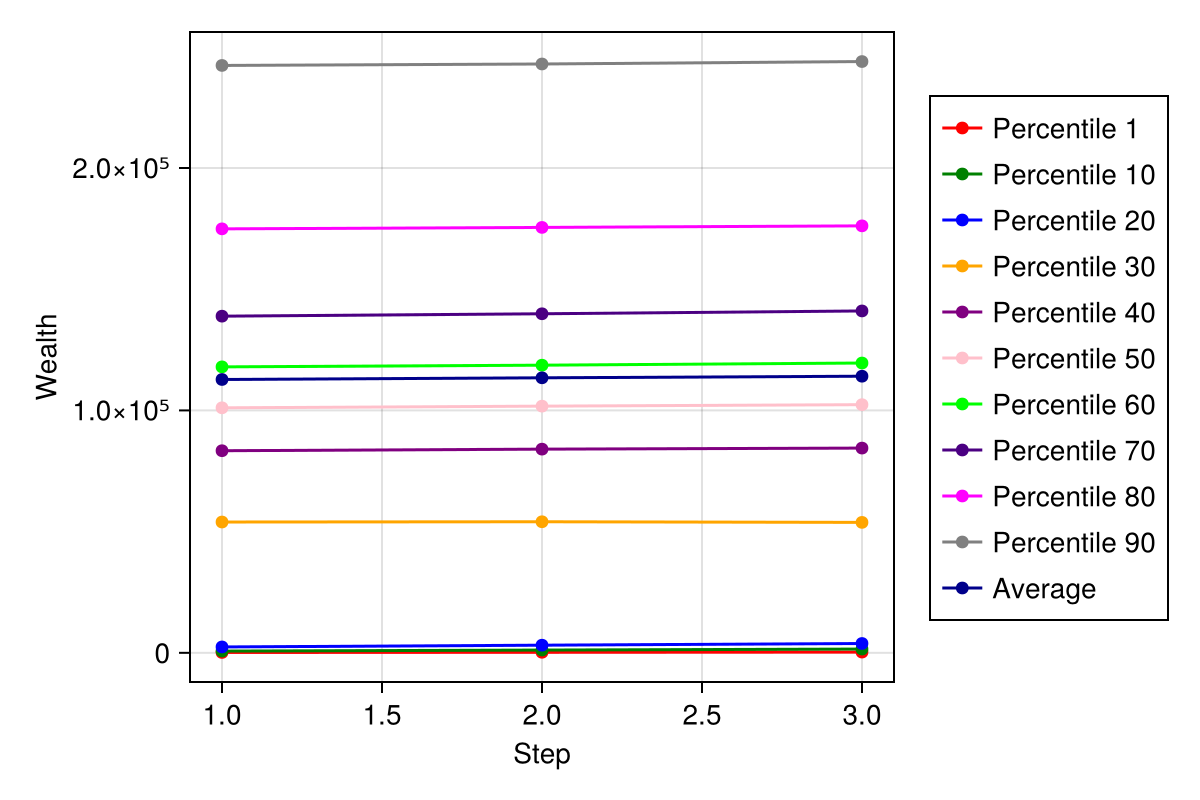 2.0×10⁵
1.0×10⁵
0
Wealth
1.0 1.5 2.0 2.5 3.0
Step
Percentile 1
Percentile 10
Percentile 20
Percentile 30
Percentile 40
Percentile 50
Percentile 60
Percentile 70
Percentile 80
Percentile 90
Average